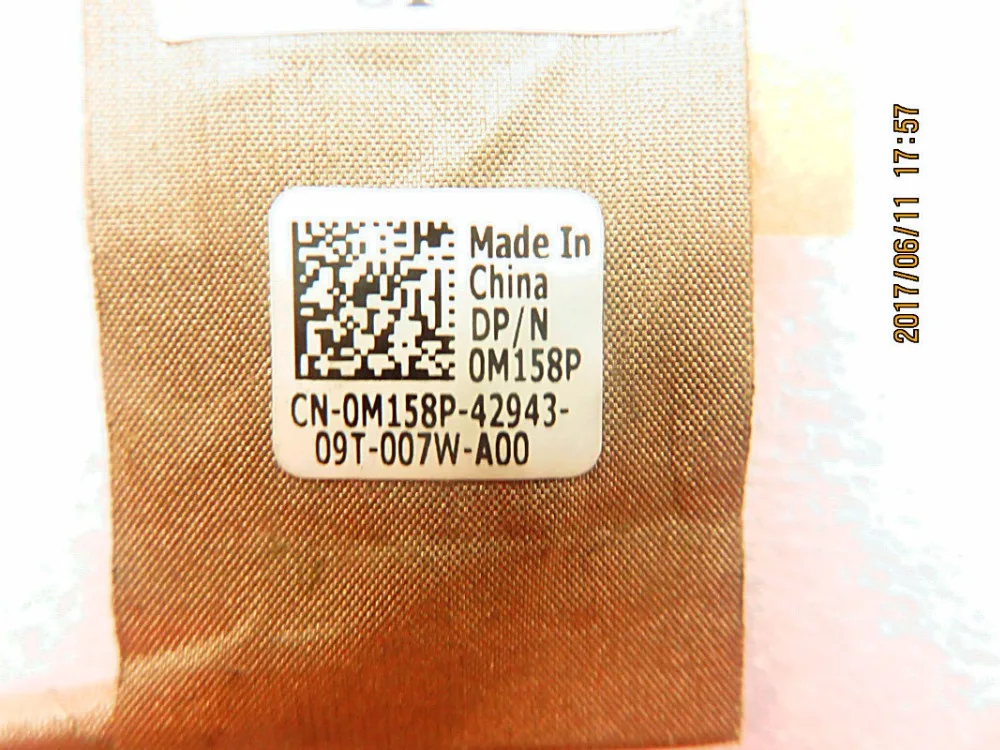 Made In
China
DP/N
0M158P
CN-0M158P-42943-
09T-007W-A00
2017/06/11 17:57